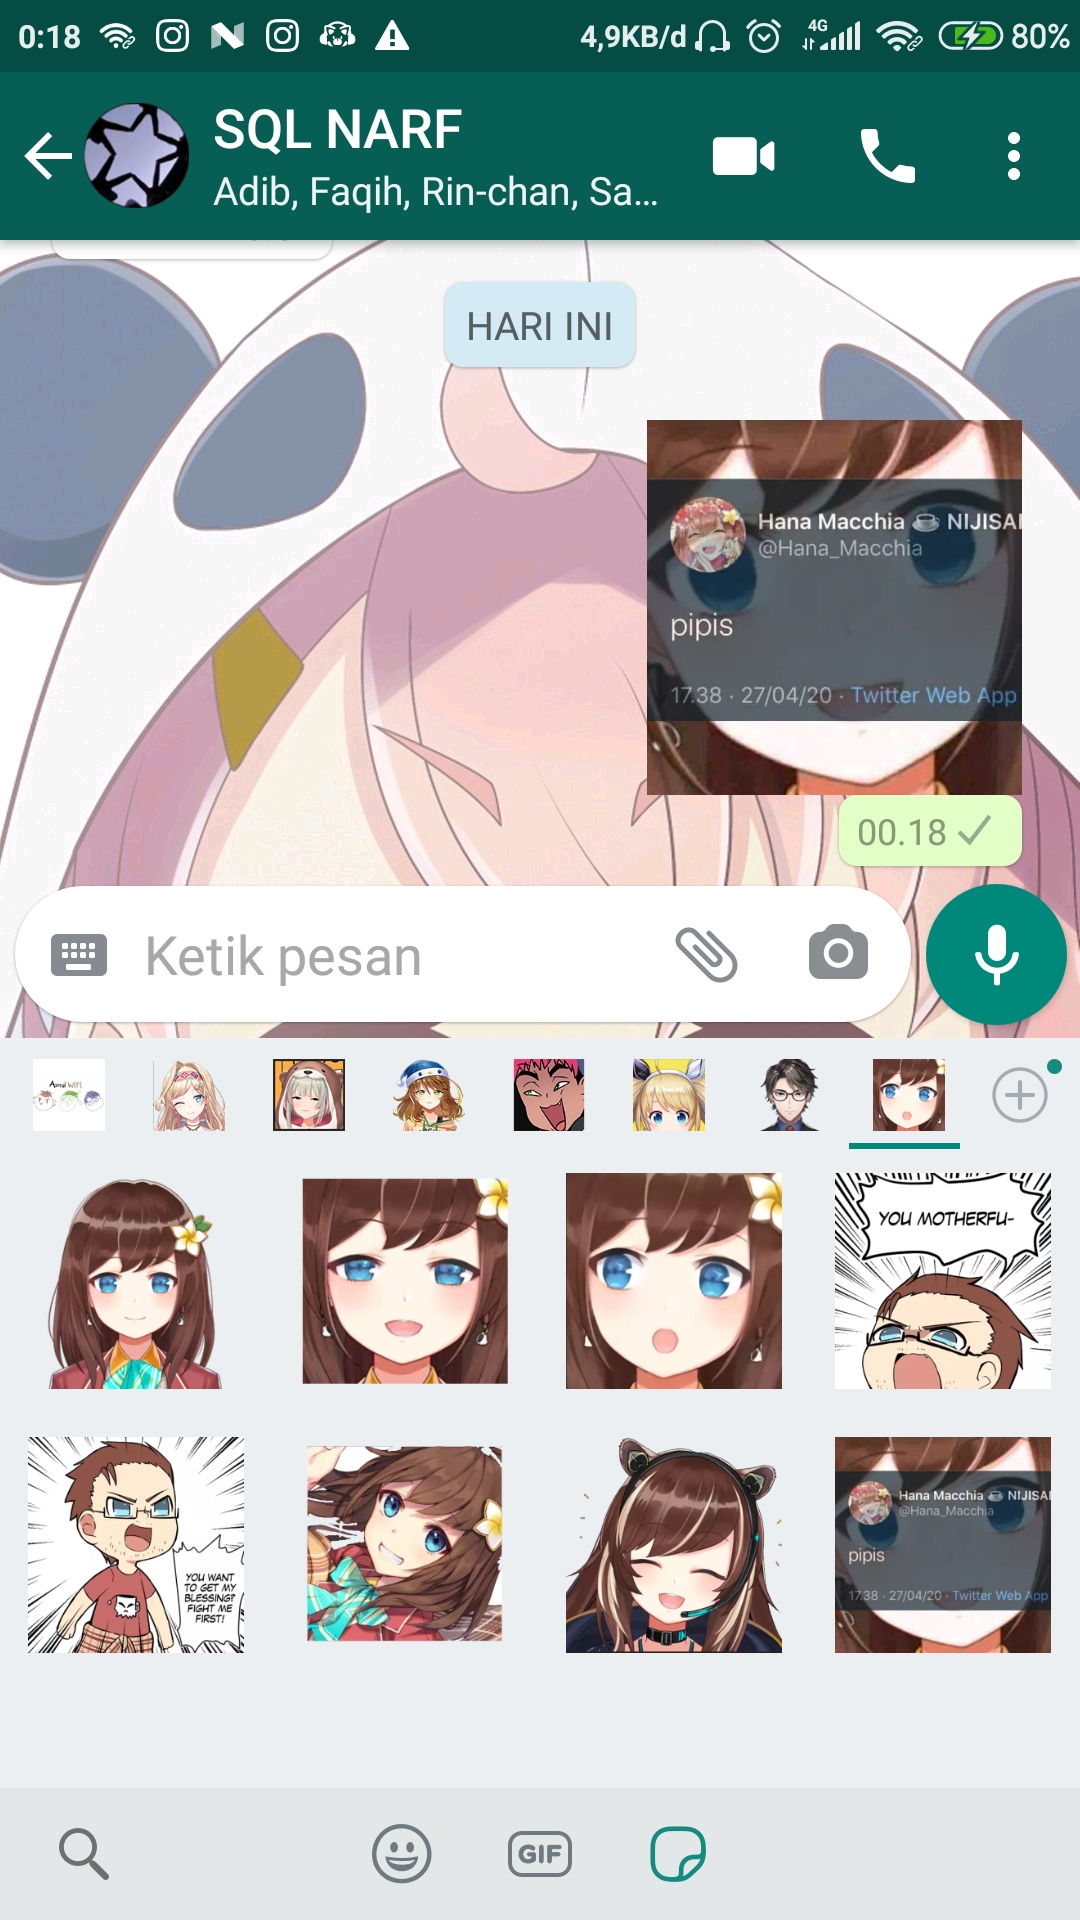 0:18
4,9KB/d
4G
80%
SQL NARF
Adib, Faqih, Rin-chan, Sa...
HARI INI
Hana Macchia ☕ NIJISA
@Hana_Macchia
pipis
17.38 · 27/04/20 · Twitter Web App
00.18
Ketik pesan
YOU MOTHERFU-
YOU WANT
TO GET MY
BLESSING?
FIGHT ME
FIRST!
Hana Macchia ☕ NIJISA
@Hana_Macchia
pipis
17.38 · 27/04/20 · Twitter Web App
GIF